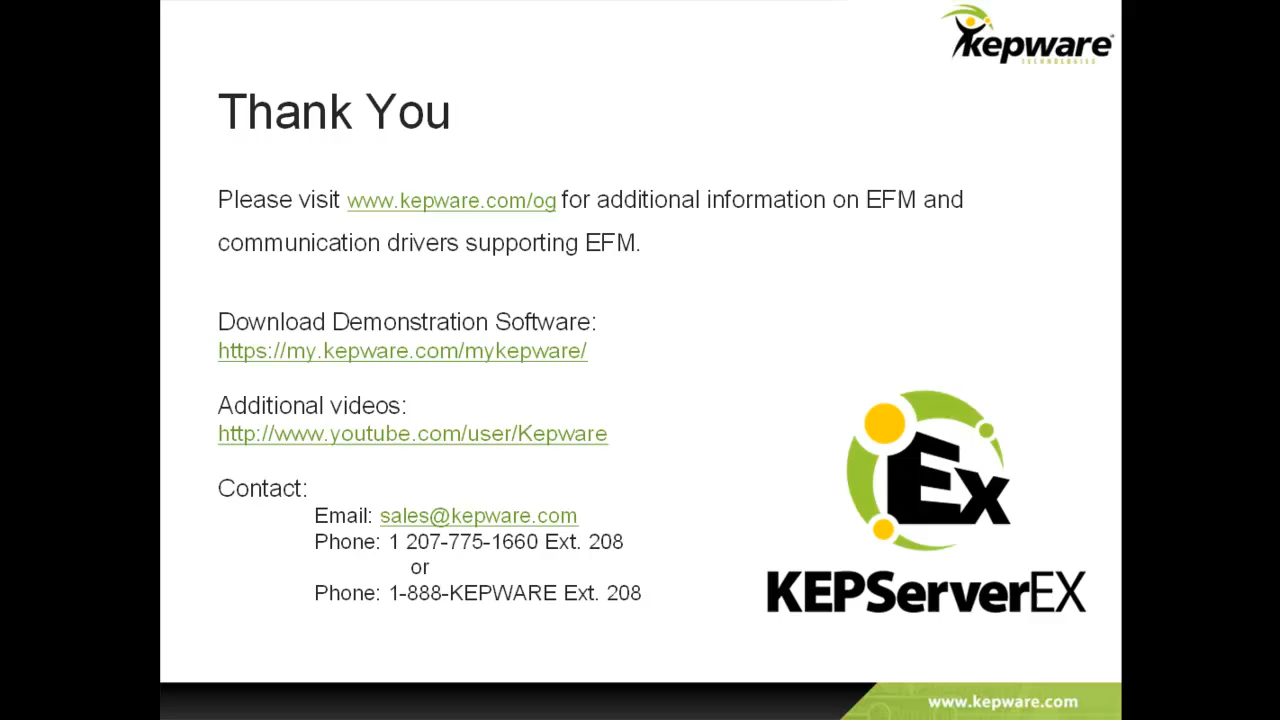 kepware
TECHNOLOGIES
Thank You
Please visit www.kepware.com/og for additional information on EFM and
communication drivers supporting EFM.
Download Demonstration Software:
https://my.kepware.com/mykepware/
Additional videos:
http://www.youtube.com/user/Kepware
Contact:
Email: sales@kepware.com
Phone: 1 207-775-1660 Ext. 208
or
Phone: 1-888-KEPWARE Ext. 208
Ex
KEPServerEX
www.kepware.com